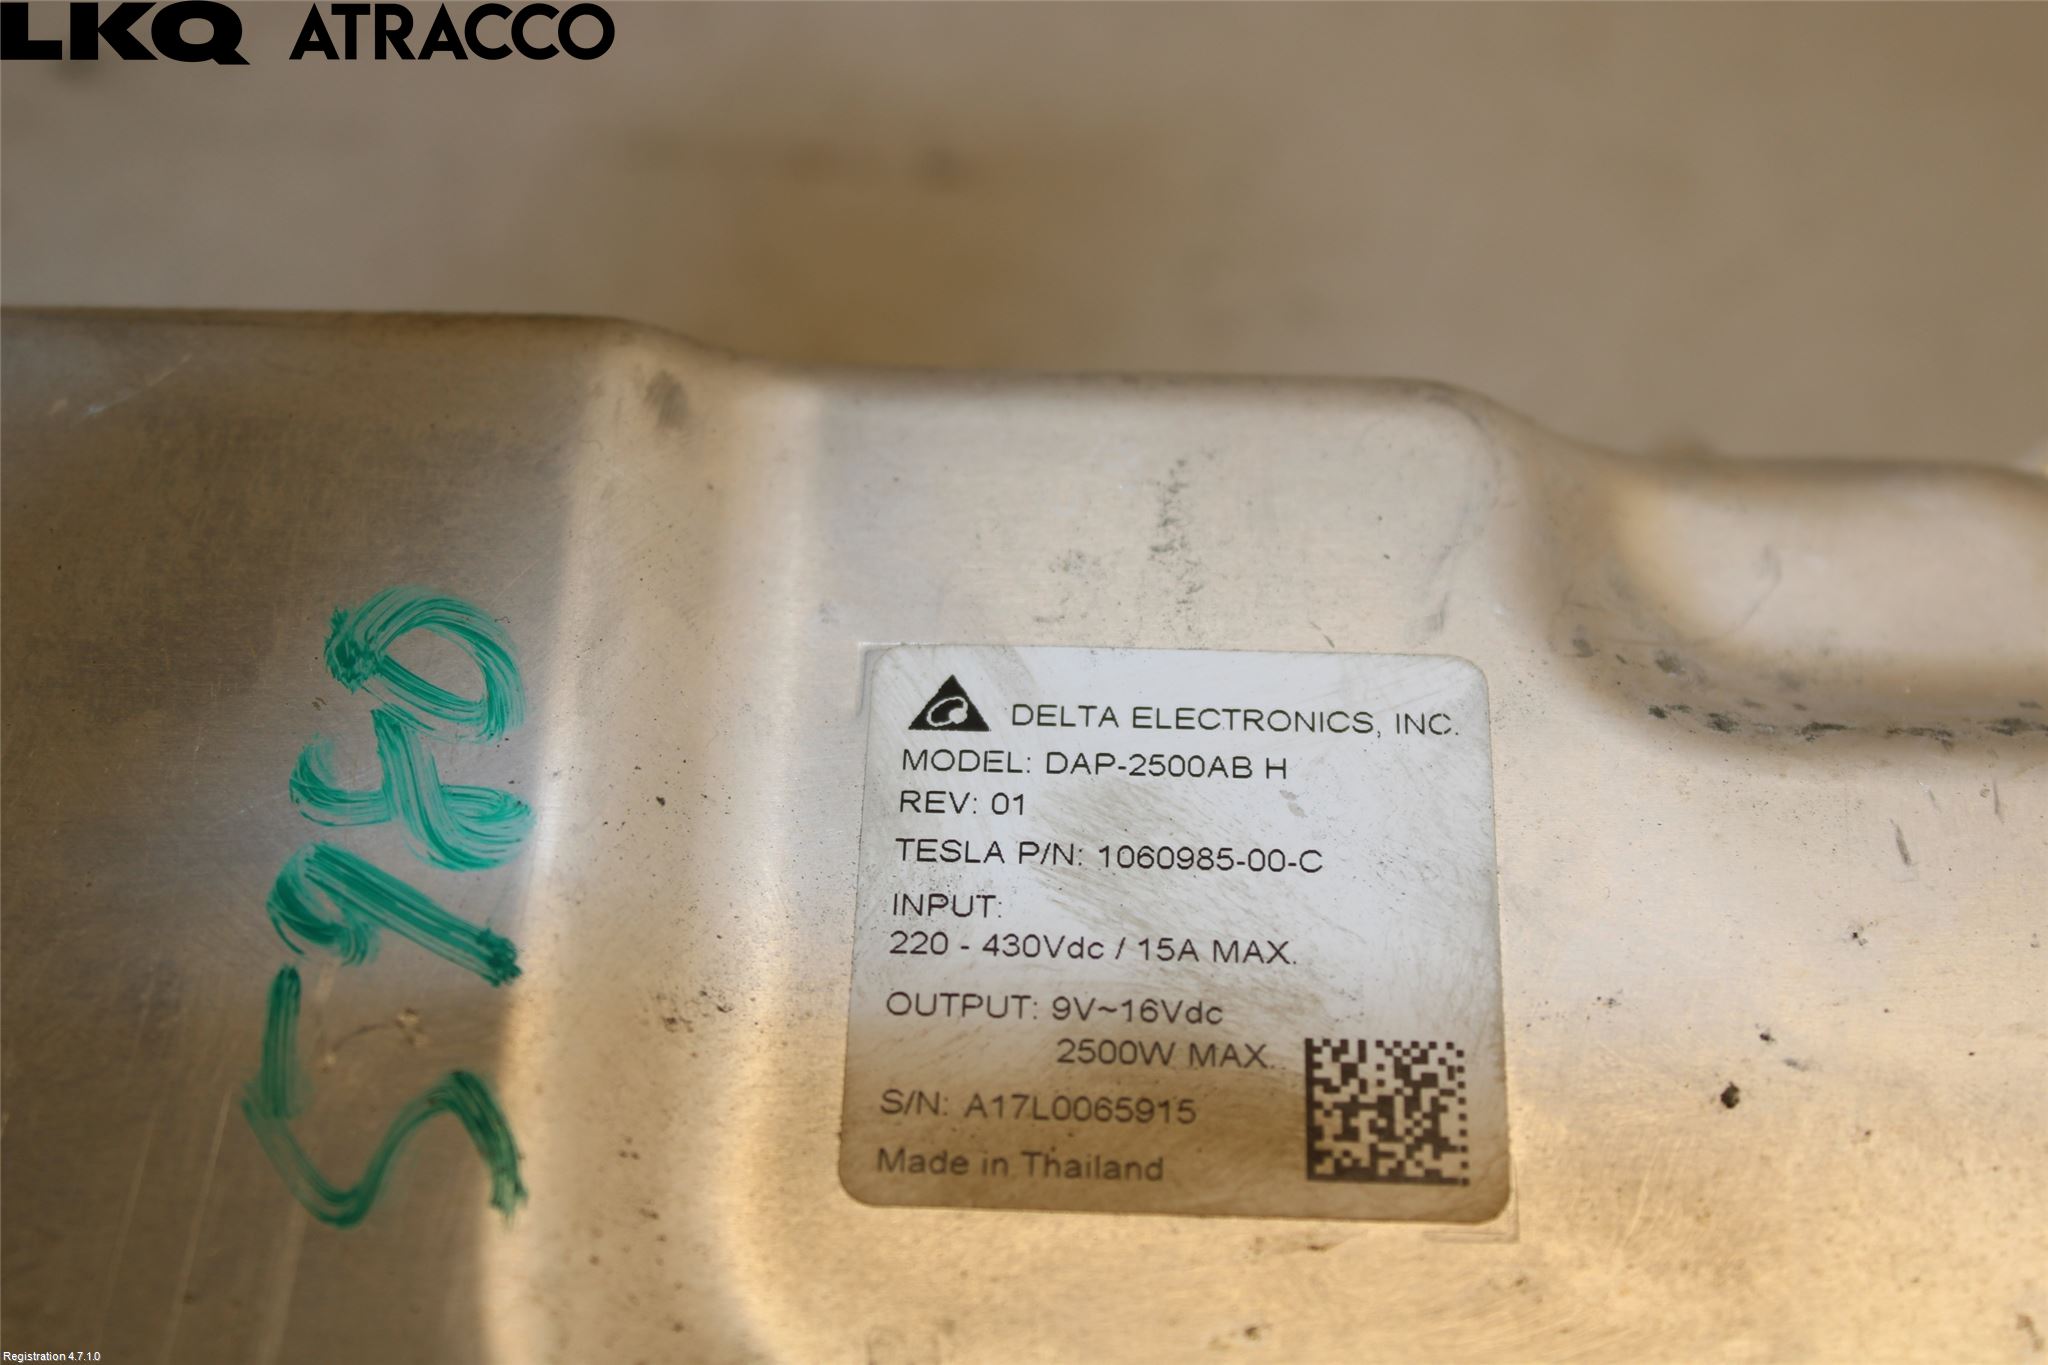 LKQ ATRACCO
DELTA ELECTRONICS, INC.
MODEL: DAP-2500AB H
REV: 01
TESLA P/N: 1060985-00-C
INPUT:
220 - 430Vdc / 15A MAX.
OUTPUT: 9V~16Vdc
2500W MAX.
S/N: A17L0065915
Made in Thailand
Registration 4.7.1.0